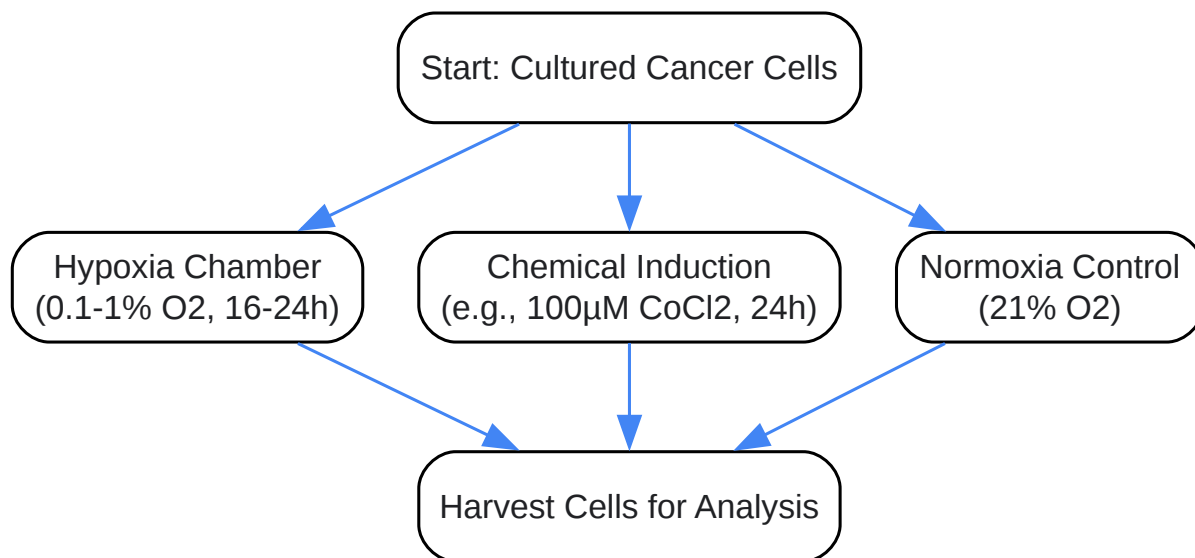 Start: Cultured Cancer Cells
Hypoxia Chamber
(0.1-1% O2, 16-24h)
Chemical Induction
(e.g., 100µM CoCl2, 24h)
Normoxia Control
(21% O2)
Harvest Cells for Analysis